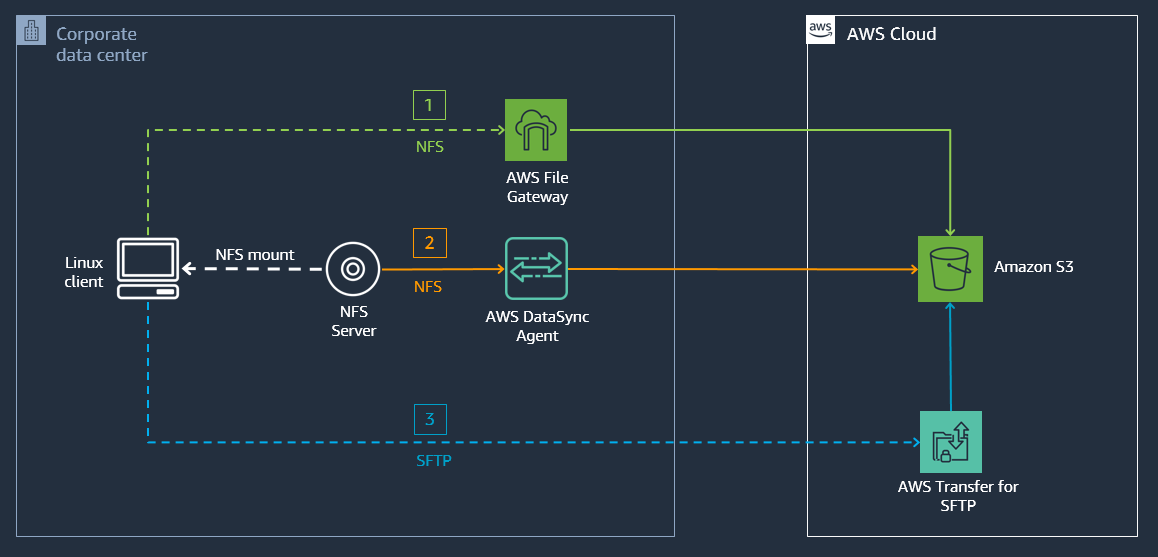 Corporate
data center
aws
AWS Cloud
1
NFS
AWS File
Gateway
Linux
client
NFS mount
NFS
Server
2
NFS
AWS DataSync
Agent
Amazon S3
3
SFTP
AWS Transfer for
SFTP